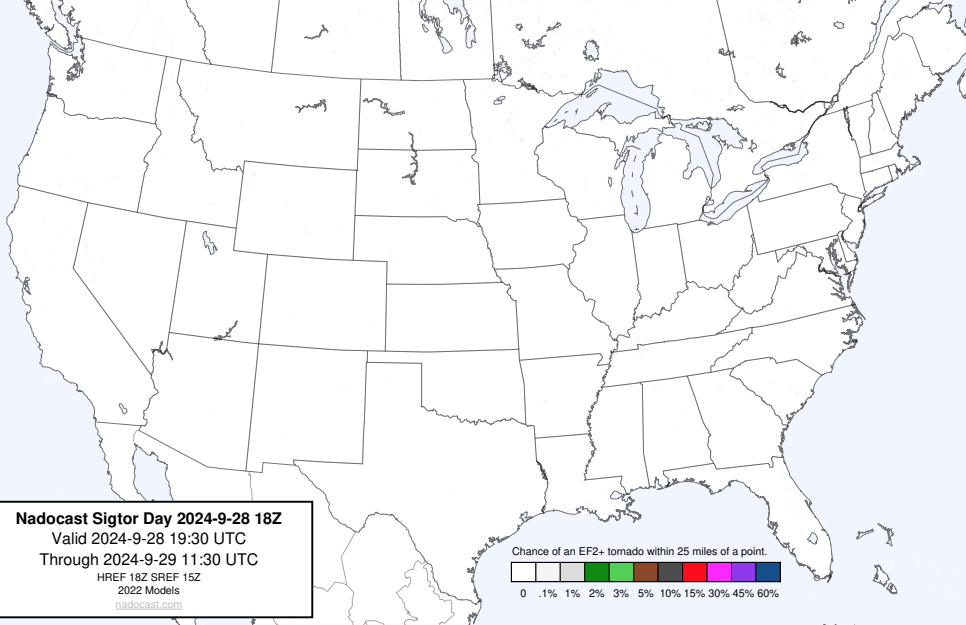 Nadocast Sigtor Day 2024-9-28 18Z
Valid 2024-9-28 19:30 UTC
Through 2024-9-29 11:30 UTC
HREF 18Z SREF 15Z
2022 Models
nadocast.com
Chance of an EF2+ tornado within 25 miles of a point.
0 .1% 1% 2% 3% 5% 10% 15% 30% 45% 60%